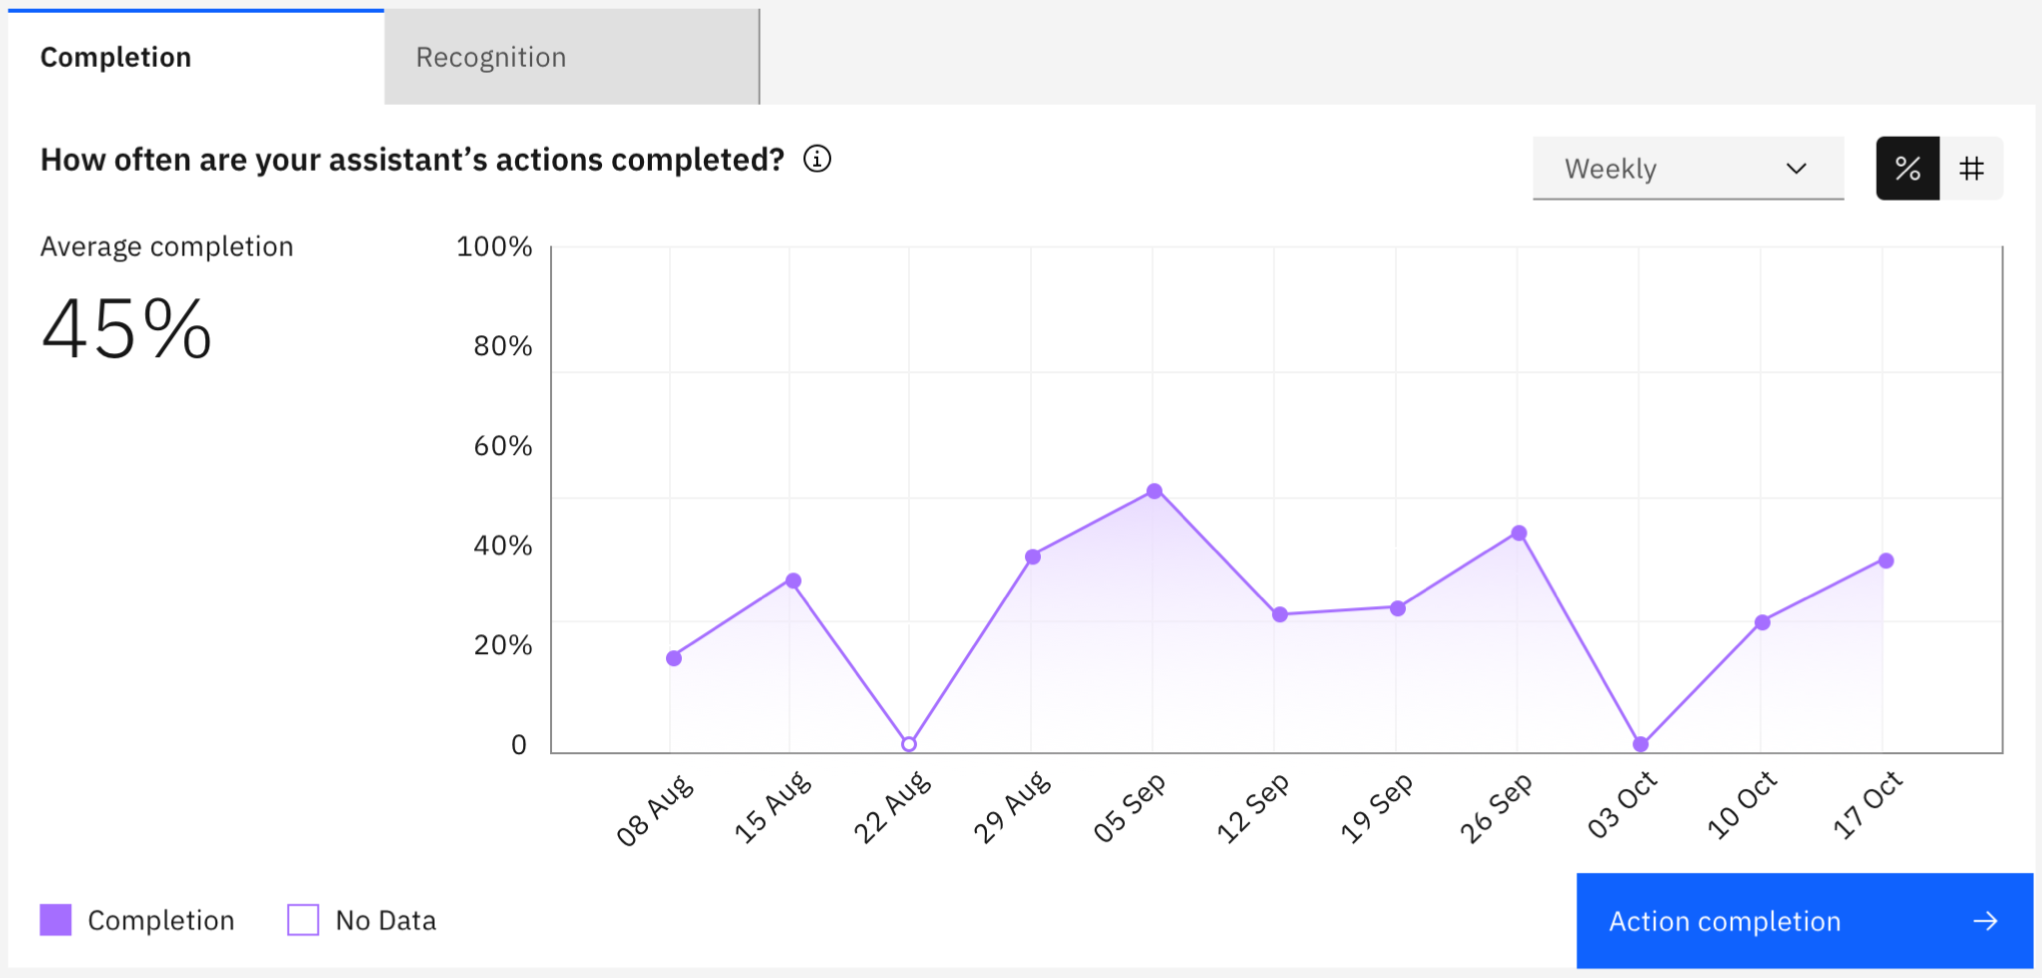 Completion
Recognition
How often are your assistant’s actions completed?
Weekly
%
#
Average completion
45%
100%
80%
60%
40%
20%
0
08 Aug
15 Aug
22 Aug
29 Aug
05 Sep
12 Sep
19 Sep
26 Sep
03 Oct
10 Oct
17 Oct
Completion
No Data
Action completion